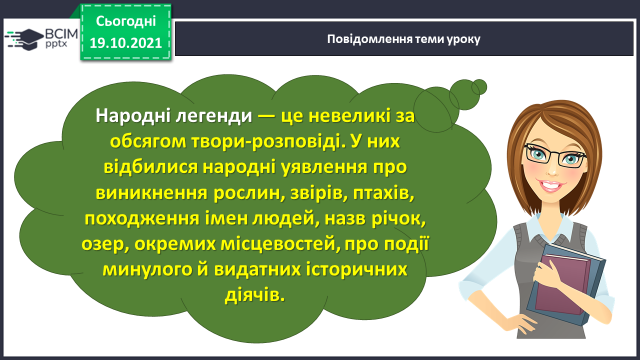 Сьогодні
19.10.2021
ВСІМ
pptx
Повідомлення теми уроку
Народні легенди — це невеликі за
обсягом твори-розповіді. У них
відбилися народні уявлення про
виникнення рослин, звірів, птахів,
походження імен людей, назв річок,
озер, окремих місцевостей, про події
минулого й видатних історичних
діячів.